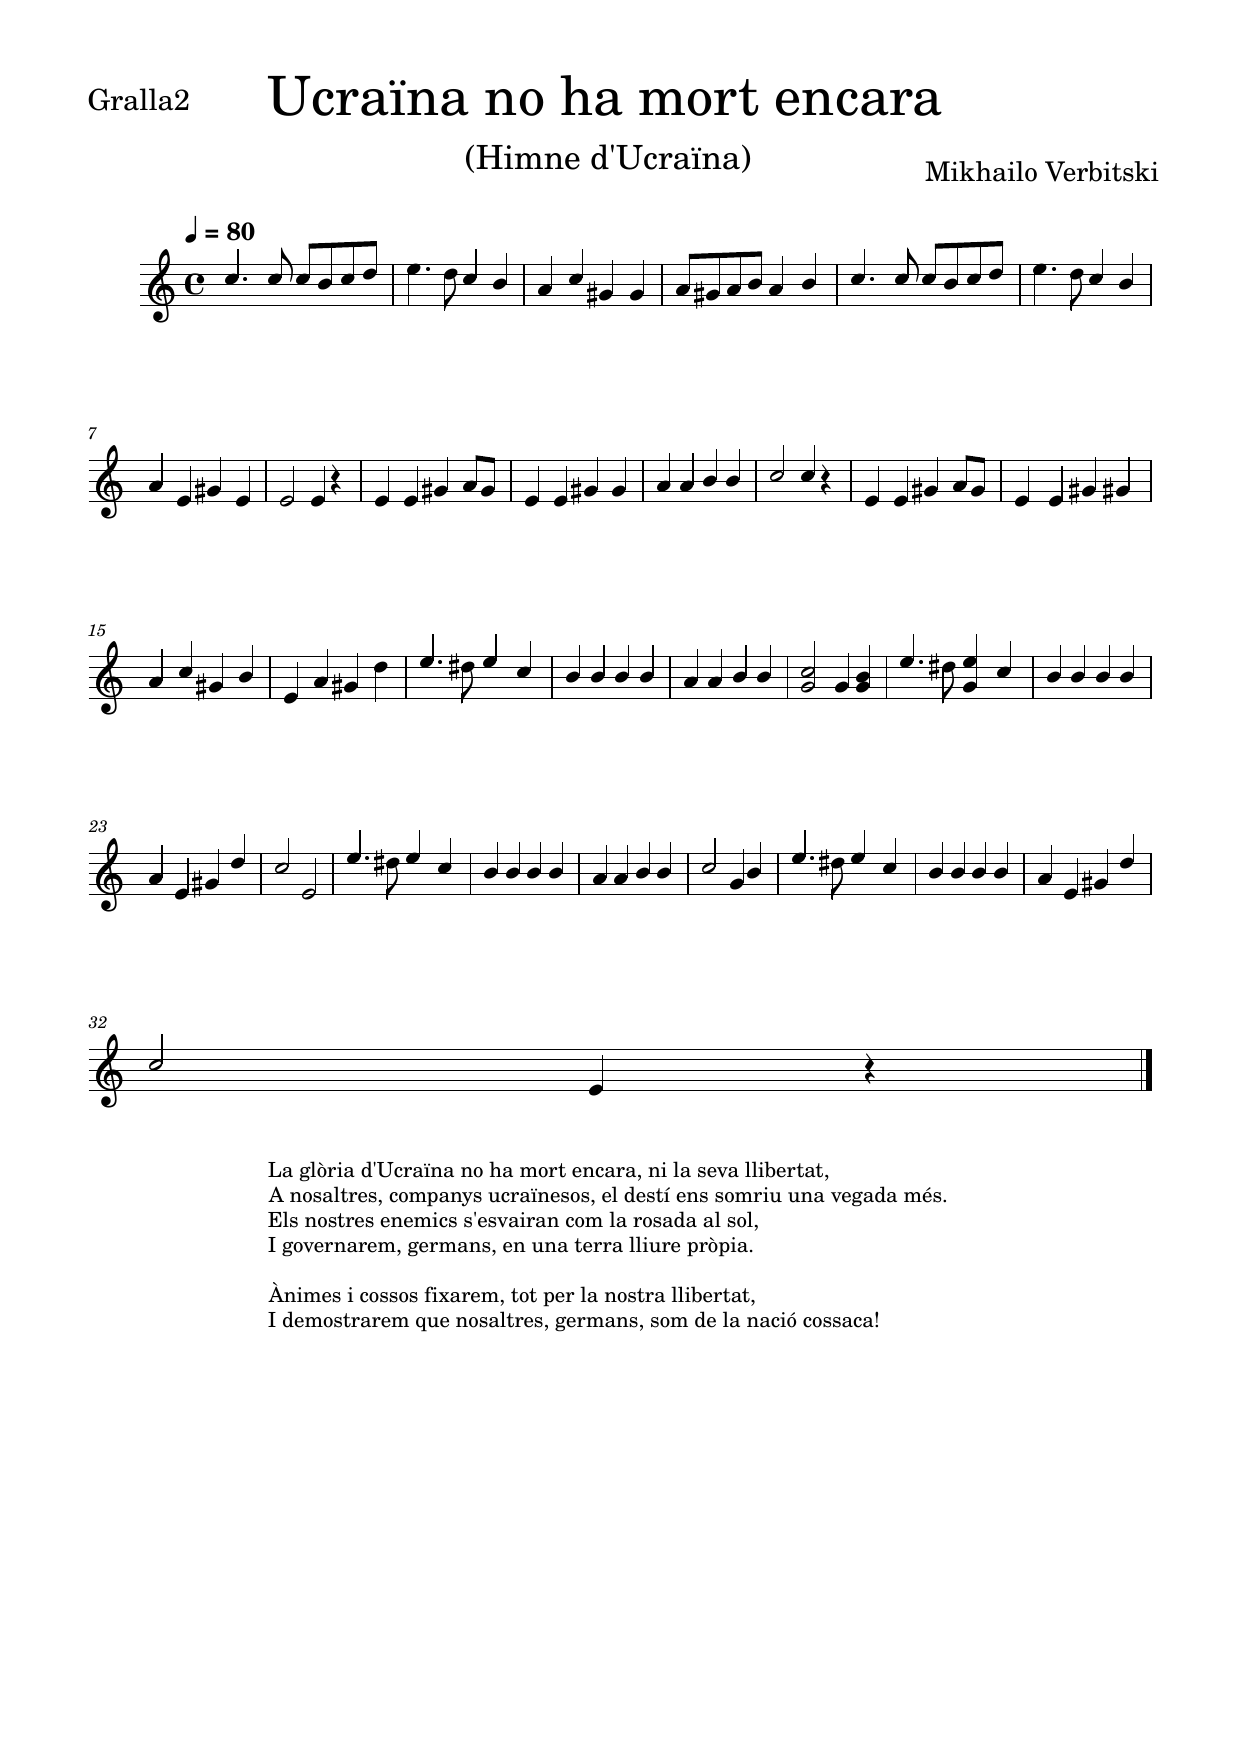 Gralla2
Ucraïna no ha mort encara
(Himne d'Ucraïna)
Mikhailo Verbitski
= 80
7
15
23
32
La glòria d'Ucraïna no ha mort encara, ni la seva llibertat,
A nosaltres, companys ucraïnesos, el destí ens somriu una vegada més.
Els nostres enemics s'esvairan com la rosada al sol,
I governarem, germans, en una terra lliure pròpia.
Ànimes i cossos fixarem, tot per la nostra llibertat,
I demostrarem que nosaltres, germans, som de la nació cossaca!